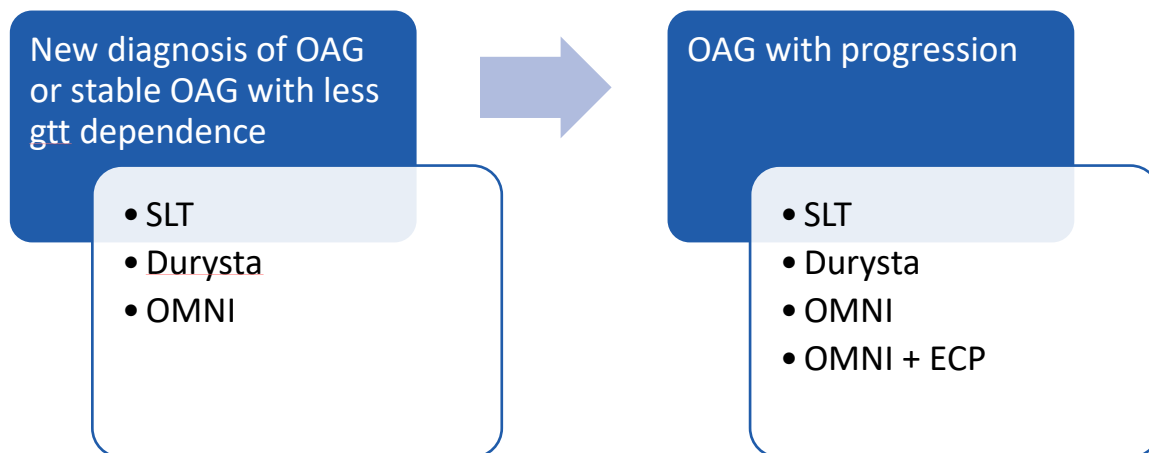 New diagnosis of OAG
or stable OAG with less
gtt dependence
• SLT
• Durysta
• OMNI
OAG with progression
• SLT
• Durysta
• OMNI
• OMNI + ECP